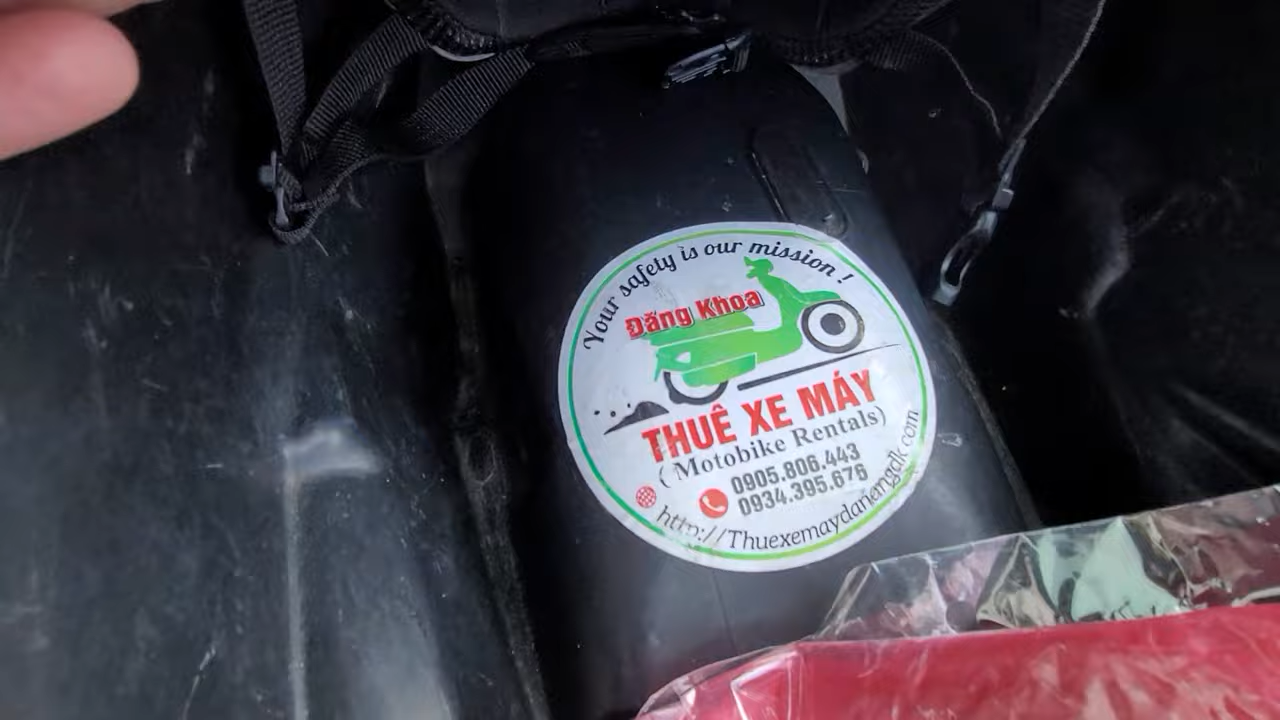 Your safety is our mission !
Đăng Khoa
THUÊ XE MÁY
( Motobike Rentals)
0905.806.443
0934.395.676
http://Thuexemaydanangdk.com